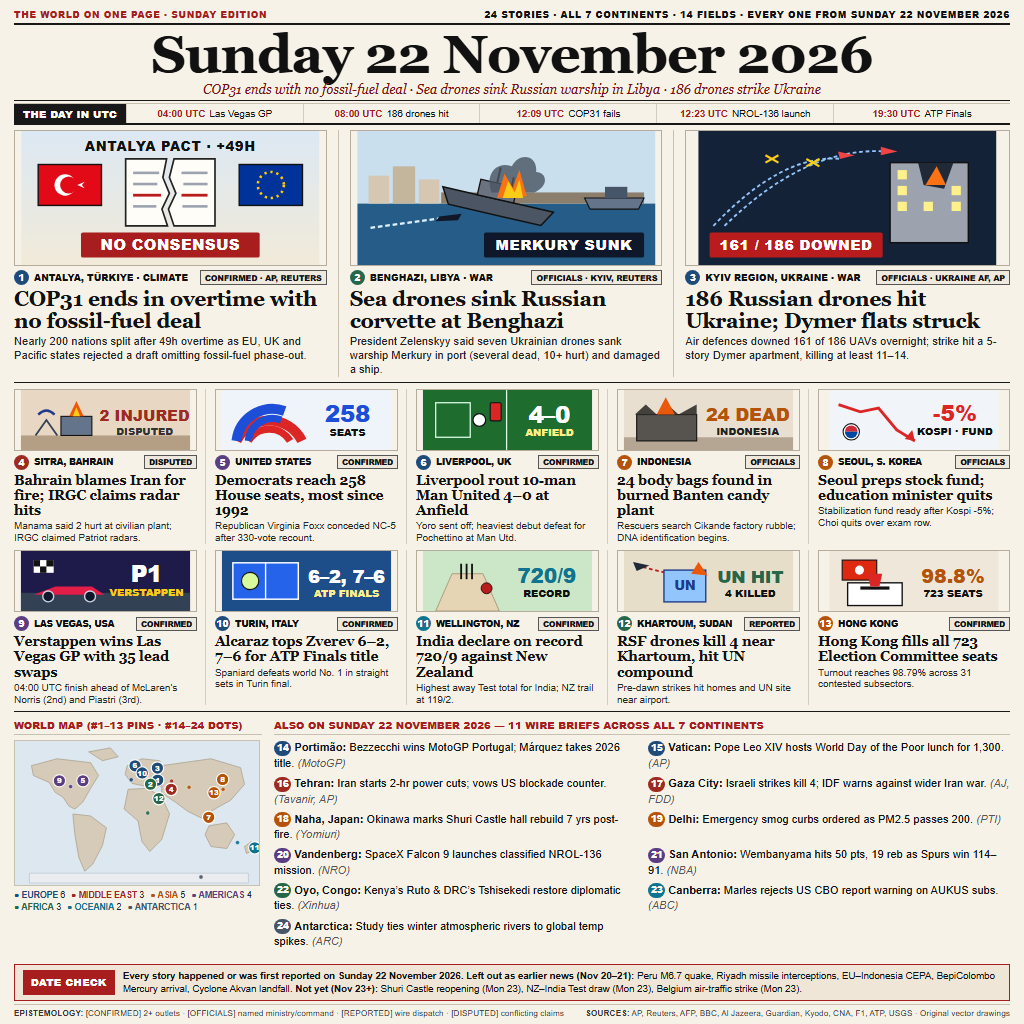 THE WORLD ON ONE PAGE · SUNDAY EDITION
24 STORIES · ALL 7 CONTINENTS · 14 FIELDS · EVERY ONE FROM SUNDAY 22 NOVEMBER 2026
Sunday 22 November 2026
COP31 ends with no fossil-fuel deal · Sea drones sink Russian warship in Libya · 186 drones strike Ukraine
THE DAY IN UTC
04:00 UTC Las Vegas GP
08:00 UTC 186 drones hit
12:09 UTC COP31 fails
12:23 UTC NROL-136 launch
19:30 UTC ATP Finals
ANTALYA PACT · +49H
NO CONSENSUS
1 ANTALYA, TÜRKIYE · CLIMATE
CONFIRMED · AP, REUTERS
COP31 ends in overtime with
no fossil-fuel deal
Nearly 200 nations split after 49h overtime as EU, UK and
Pacific states rejected a draft omitting fossil-fuel phase-out.
MERKURY SUNK
2 BENGHAZI, LIBYA · WAR
OFFICIALS · KYIV, REUTERS
Sea drones sink Russian
corvette at Benghazi
President Zelenskyy said seven Ukrainian drones sank
warship Merkury in port (several dead, 10+ hurt) and damaged
a ship.
161 / 186 DOWNED
3 KYIV REGION, UKRAINE · WAR
OFFICIALS · UKRAINE AF, AP
186 Russian drones hit
Ukraine; Dymer flats struck
Air defences downed 161 of 186 UAVs overnight; strike hit a 5-
story Dymer apartment, killing at least 11–14.
2 INJURED
DISPUTED
4 SITRA, BAHRAIN
DISPUTED
Bahrain blames Iran for
fire; IRGC claims radar
hits
Manama said 2 hurt at civilian plant;
IRGC claimed Patriot radars.
258
SEATS
5 UNITED STATES
CONFIRMED
Democrats reach 258
House seats, most since
1992
Republican Virginia Foxx conceded NC-5
after 330-vote recount.
4–0
ANFIELD
6 LIVERPOOL, UK
CONFIRMED
Liverpool rout 10-man
Man United 4–0 at
Anfield
Yoro sent off; heaviest debut defeat for
Pochettino at Man Utd.
24 DEAD
INDONESIA
7 INDONESIA
OFFICIALS
24 body bags found in
burned Banten candy
plant
Rescuers search Cikande factory rubble;
DNA identification begins.
-5%
KOSPI · FUND
8 SEOUL, S. KOREA
OFFICIALS
Seoul preps stock fund;
education minister quits
Stabilization fund ready after Kospi -5%;
Choi quits over exam row.
P1
VERSTAPPEN
9 LAS VEGAS, USA
CONFIRMED
Verstappen wins Las
Vegas GP with 35 lead
swaps
04:00 UTC finish ahead of McLaren's
Norris (2nd) and Piastri (3rd).
6–2, 7–6
ATP FINALS
10 TURIN, ITALY
CONFIRMED
Alcaraz tops Zverev 6–2,
7–6 for ATP Finals title
Spaniard defeats world No. 1 in straight
sets in Turin final.
720/9
RECORD
11 WELLINGTON, NZ
CONFIRMED
India declare on record
720/9 against New
Zealand
Highest away Test total for India; NZ trail
at 119/2.
UN
UN HIT
4 KILLED
12 KHARTOUM, SUDAN
REPORTED
RSF drones kill 4 near
Khartoum, hit UN
compound
Pre-dawn strikes hit homes and UN site
near airport.
98.8%
723 SEATS
13 HONG KONG
CONFIRMED
Hong Kong fills all 723
Election Committee seats
Turnout reaches 98.79% across 31
contested subsectors.
WORLD MAP (#1–13 PINS · #14–24 DOTS)
9 5 6 10 3 2 4 12 8 13 7 11
■ EUROPE 6 ■ MIDDLE EAST 3 ■ ASIA 5 ■ AMERICAS 4
■ AFRICA 3 ■ OCEANIA 2 ■ ANTARCTICA 1
ALSO ON SUNDAY 22 NOVEMBER 2026 — 11 WIRE BRIEFS ACROSS ALL 7 CONTINENTS
14 Portimão: Bezzecchi wins MotoGP Portugal; Márquez takes 2026
title. (MotoGP)
15 Vatican: Pope Leo XIV hosts World Day of the Poor lunch for 1,300.
(AP)
16 Tehran: Iran starts 2-hr power cuts; vows US blockade counter.
(Tavanir, AP)
17 Gaza City: Israeli strikes kill 4; IDF warns against wider Iran war. (AJ,
FDD)
18 Naha, Japan: Okinawa marks Shuri Castle hall rebuild 7 yrs post-
fire. (Yomiuri)
19 Delhi: Emergency smog curbs ordered as PM2.5 passes 200. (PTI)
20 Vandenberg: SpaceX Falcon 9 launches classified NROL-136
mission. (NRO)
21 San Antonio: Wembanyama hits 50 pts, 19 reb as Spurs win 114–
91. (NBA)
22 Oyo, Congo: Kenya's Ruto & DRC's Tshisekedi restore diplomatic
ties. (Xinhua)
23 Canberra: Marles rejects US CBO report warning on AUKUS subs.
(ABC)
24 Antarctica: Study ties winter atmospheric rivers to global temp
spikes. (ARC)
DATE CHECK
Every story happened or was first reported on Sunday 22 November 2026. Left out as earlier news (Nov 20–21): Peru M6.7 quake, Riyadh missile interceptions, EU–Indonesia CEPA, BepiColombo
Mercury arrival, Cyclone Akvan landfall. Not yet (Nov 23+): Shuri Castle reopening (Mon 23), NZ–India Test draw (Mon 23), Belgium air-traffic strike (Mon 23).
EPISTEMOLOGY: [CONFIRMED] 2+ outlets · [OFFICIALS] named ministry/command · [REPORTED] wire dispatch · [DISPUTED] conflicting claims
SOURCES: AP, Reuters, AFP, BBC, Al Jazeera, Guardian, Kyodo, CNA, F1, ATP, USGS · Original vector drawings